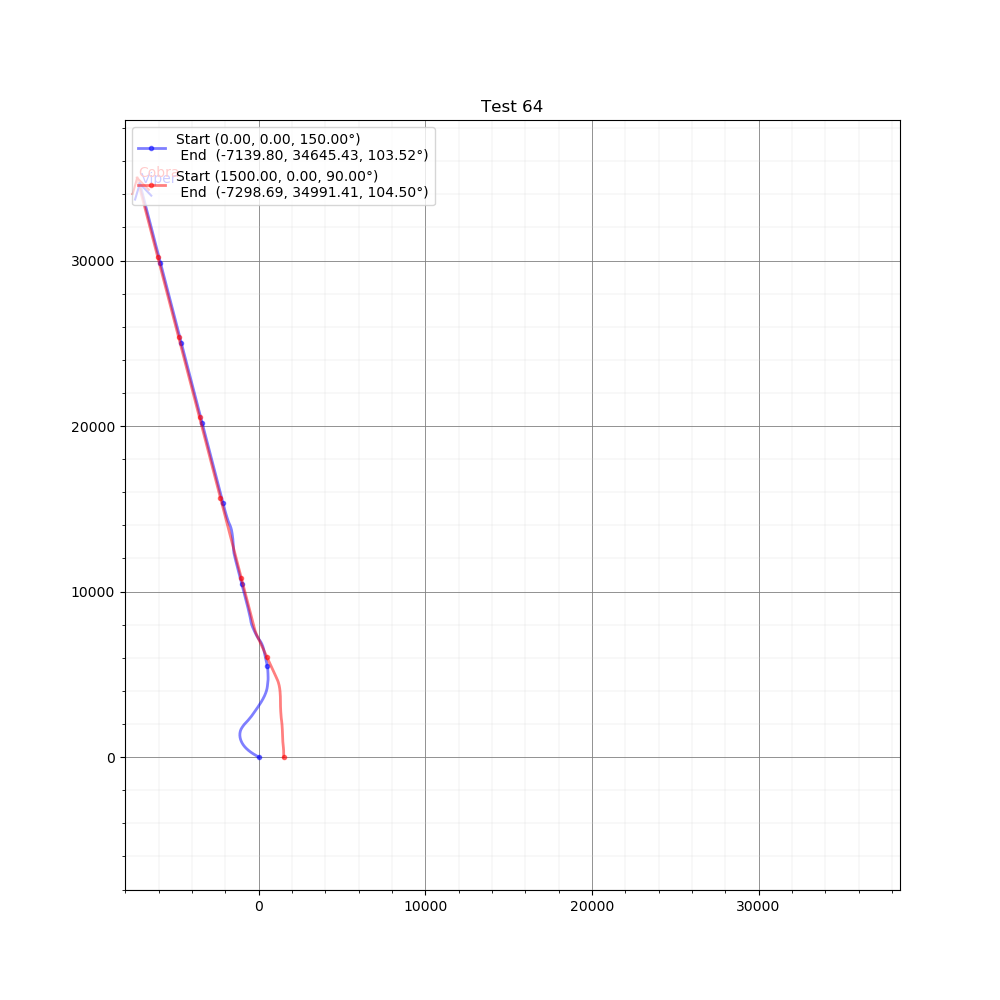 Test 64
Start (0.00, 0.00, 150.00°)
End (-7139.80, 34645.43, 103.52°)
Start (1500.00, 0.00, 90.00°)
End (-7298.69, 34991.41, 104.50°)
Cobra
Viper
30000
20000
10000
0
0
10000
20000
30000